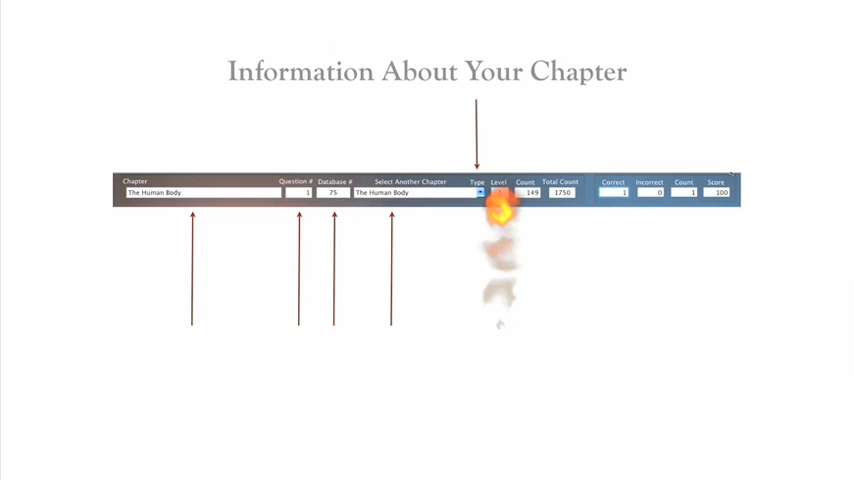 Information About Your Chapter
Chapter Question # Database # Select Another Chapter Type Level Count Total Count Correct Incorrect Count Score
The Human Body 1 75 The Human Body 149 1750 1 0 1 100